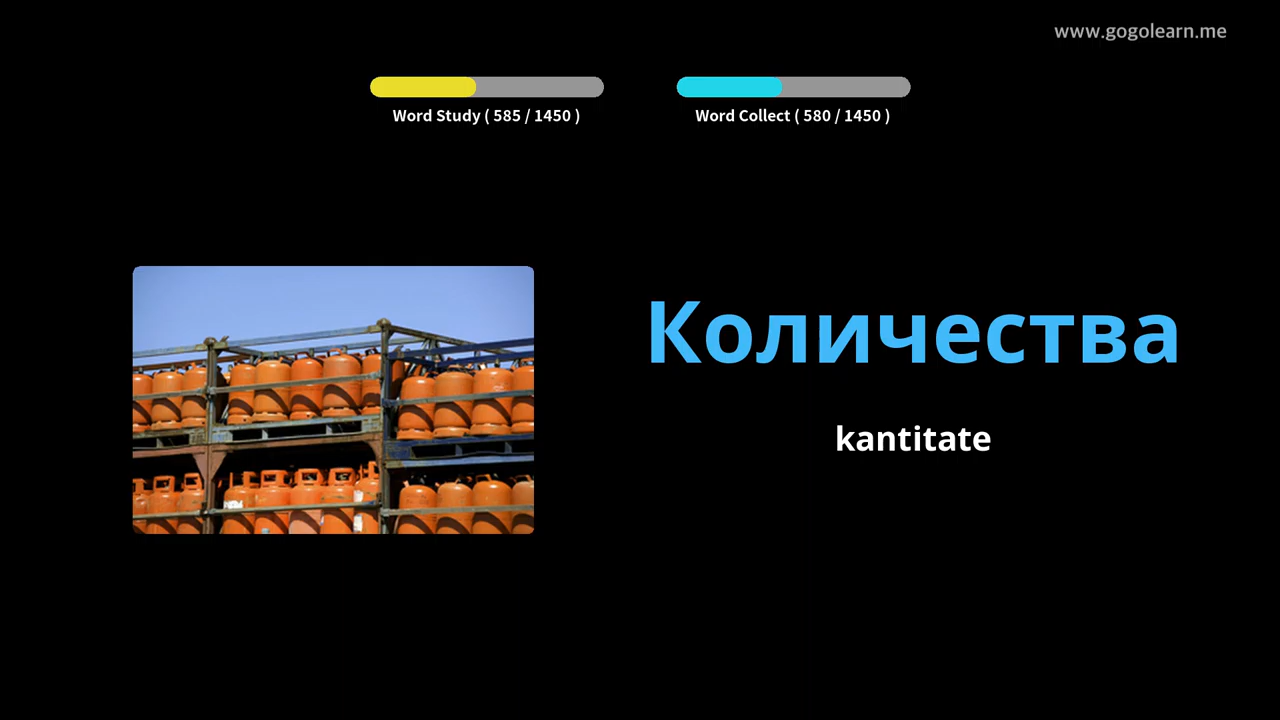 www.gogolearn.me
Word Study ( 585 / 1450 )
Word Collect ( 580 / 1450 )
Количества
kantitate